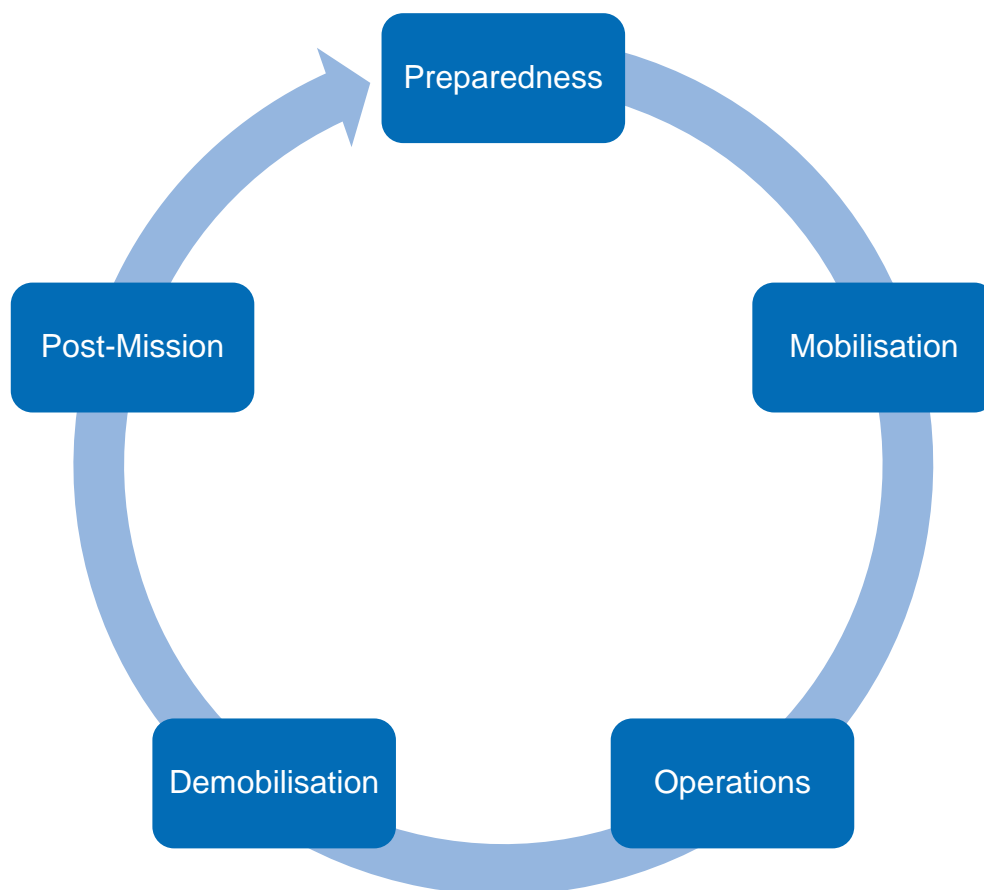 Preparedness
Mobilisation
Operations
Demobilisation
Post-Mission